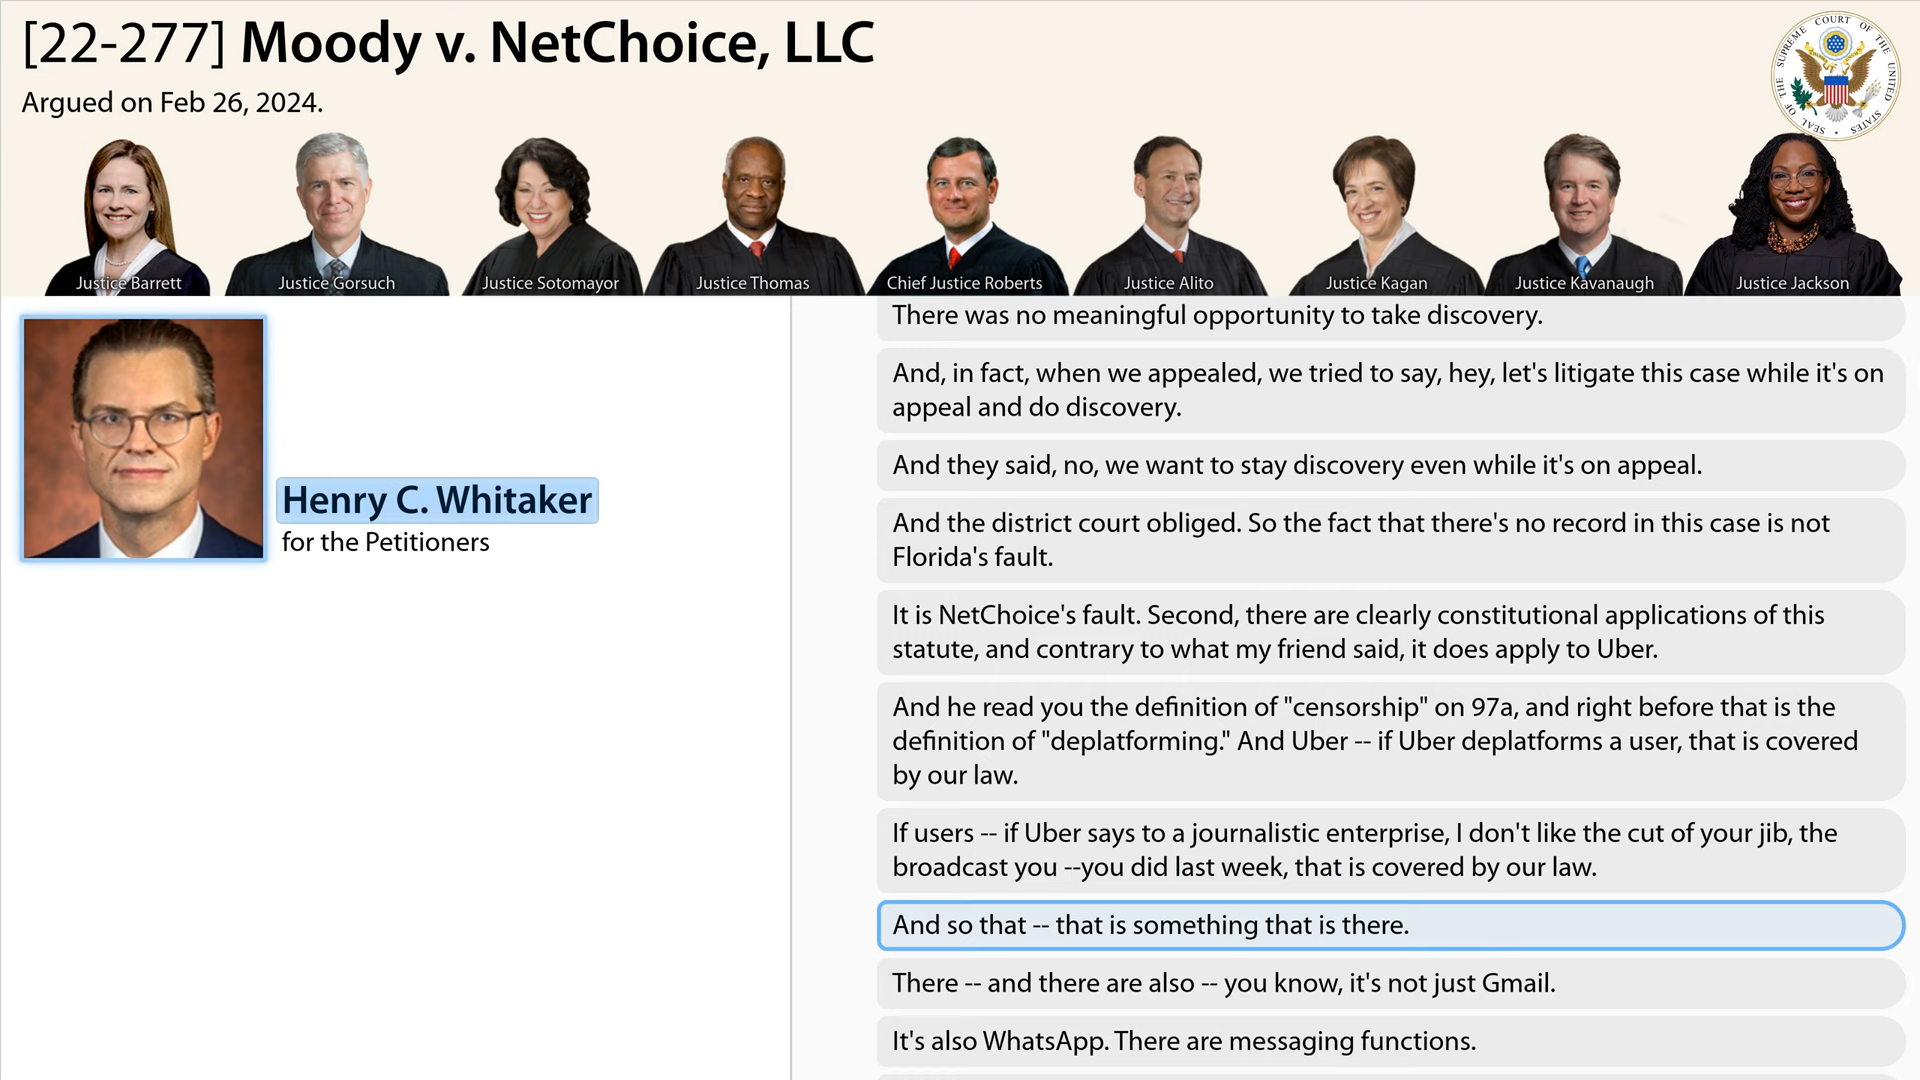 [22-277] Moody v. NetChoice, LLC
Argued on Feb 26, 2024.
SEAL OF THE SUPREME COURT OF THE UNITED STATES
Justice Barrett
Justice Gorsuch
Justice Sotomayor
Justice Thomas
Chief Justice Roberts
Justice Alito
Justice Kagan
Justice Kavanaugh
Justice Jackson
Henry C. Whitaker
for the Petitioners
There was no meaningful opportunity to take discovery.
And, in fact, when we appealed, we tried to say, hey, let's litigate this case while it's on
appeal and do discovery.
And they said, no, we want to stay discovery even while it's on appeal.
And the district court obliged. So the fact that there's no record in this case is not
Florida's fault.
It is NetChoice's fault. Second, there are clearly constitutional applications of this
statute, and contrary to what my friend said, it does apply to Uber.
And he read you the definition of "censorship" on 97a, and right before that is the
definition of "deplatforming." And Uber -- if Uber deplatforms a user, that is covered
by our law.
If users -- if Uber says to a journalistic enterprise, I don't like the cut of your jib, the
broadcast you --you did last week, that is covered by our law.
And so that -- that is something that is there.
There -- and there are also -- you know, it's not just Gmail.
It's also WhatsApp. There are messaging functions.